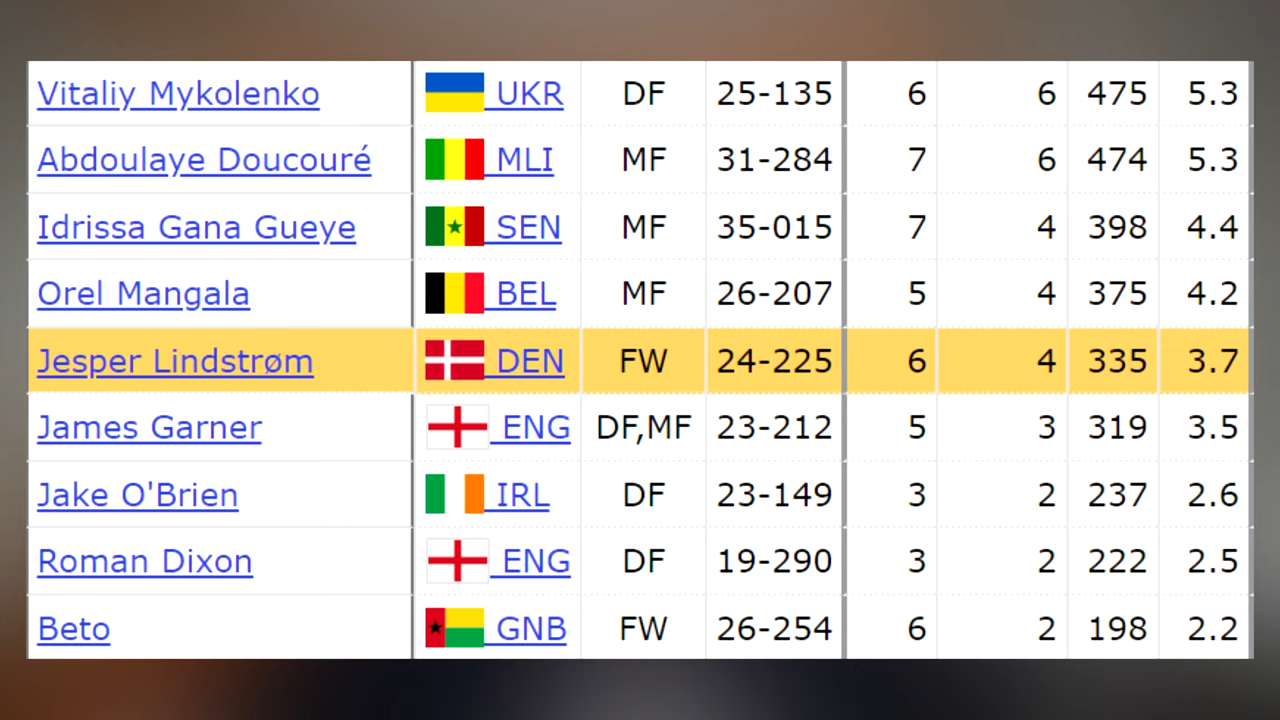 Vitaliy Mykolenko UKR DF 25-135 6 6 475 5.3
Abdoulaye Doucouré MLI MF 31-284 7 6 474 5.3
Idrissa Gana Gueye SEN MF 35-015 7 4 398 4.4
Orel Mangala BEL MF 26-207 5 4 375 4.2
Jesper Lindstrøm DEN FW 24-225 6 4 335 3.7
James Garner ENG DF,MF 23-212 5 3 319 3.5
Jake O'Brien IRL DF 23-149 3 2 237 2.6
Roman Dixon ENG DF 19-290 3 2 222 2.5
Beto GNB FW 26-254 6 2 198 2.2